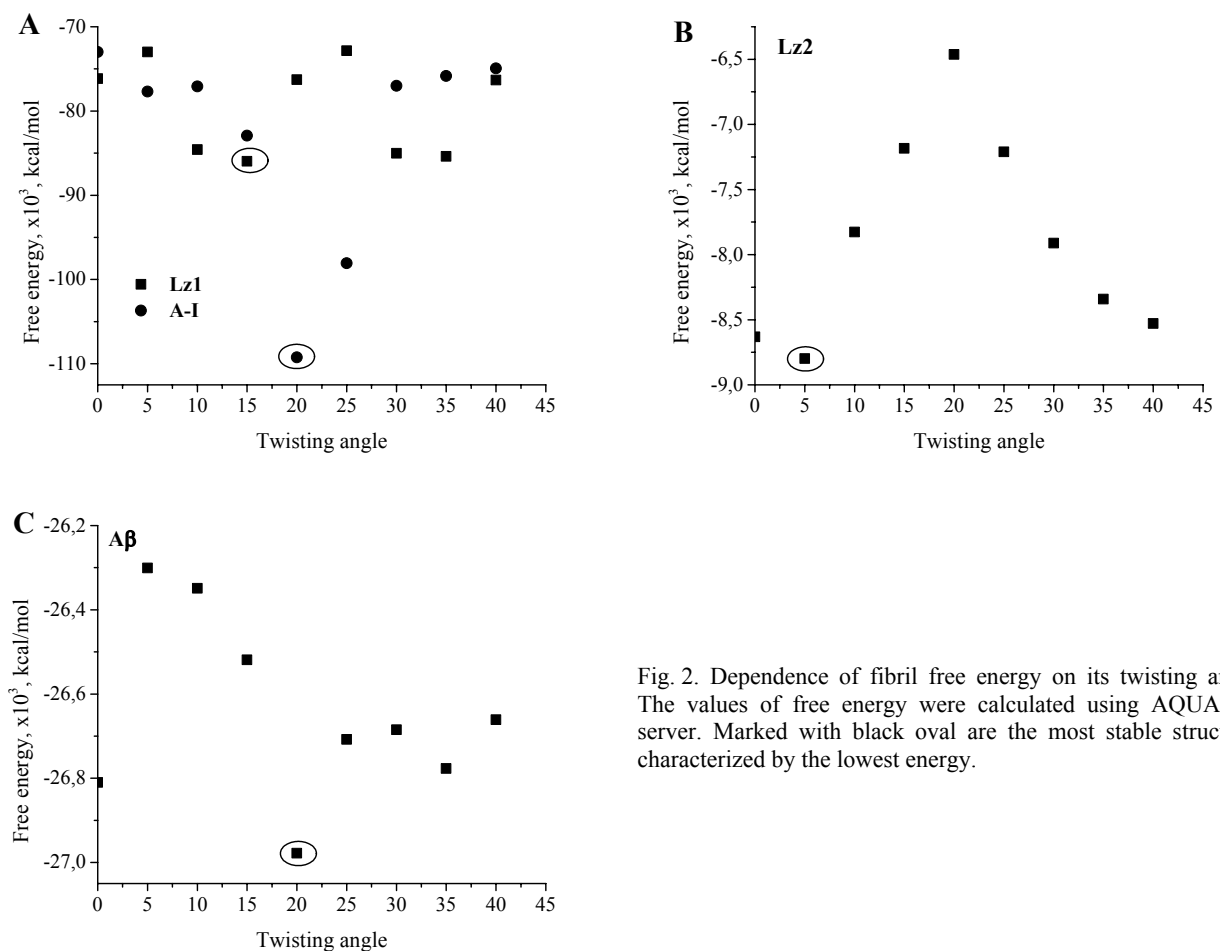 A
-70
-80
-90
-100
-110
Free energy, x10³, kcal/mol
Lz1
A-I
0 5 10 15 20 25 30 35 40 45
Twisting angle
B
Lz2
-6,5
-7,0
-7,5
-8,0
-8,5
-9,0
Free energy, x10³, kcal/mol
0 5 10 15 20 25 30 35 40 45
Twisting angle
C
Aβ
-26,2
-26,4
-26,6
-26,8
-27,0
Free energy, x10³, kcal/mol
0 5 10 15 20 25 30 35 40 45
Twisting angle
Fig. 2. Dependence of fibril free energy on its twisting
The values of free energy were calculated using
server. Marked with black oval are the most stable
characterized by the lowest energy.